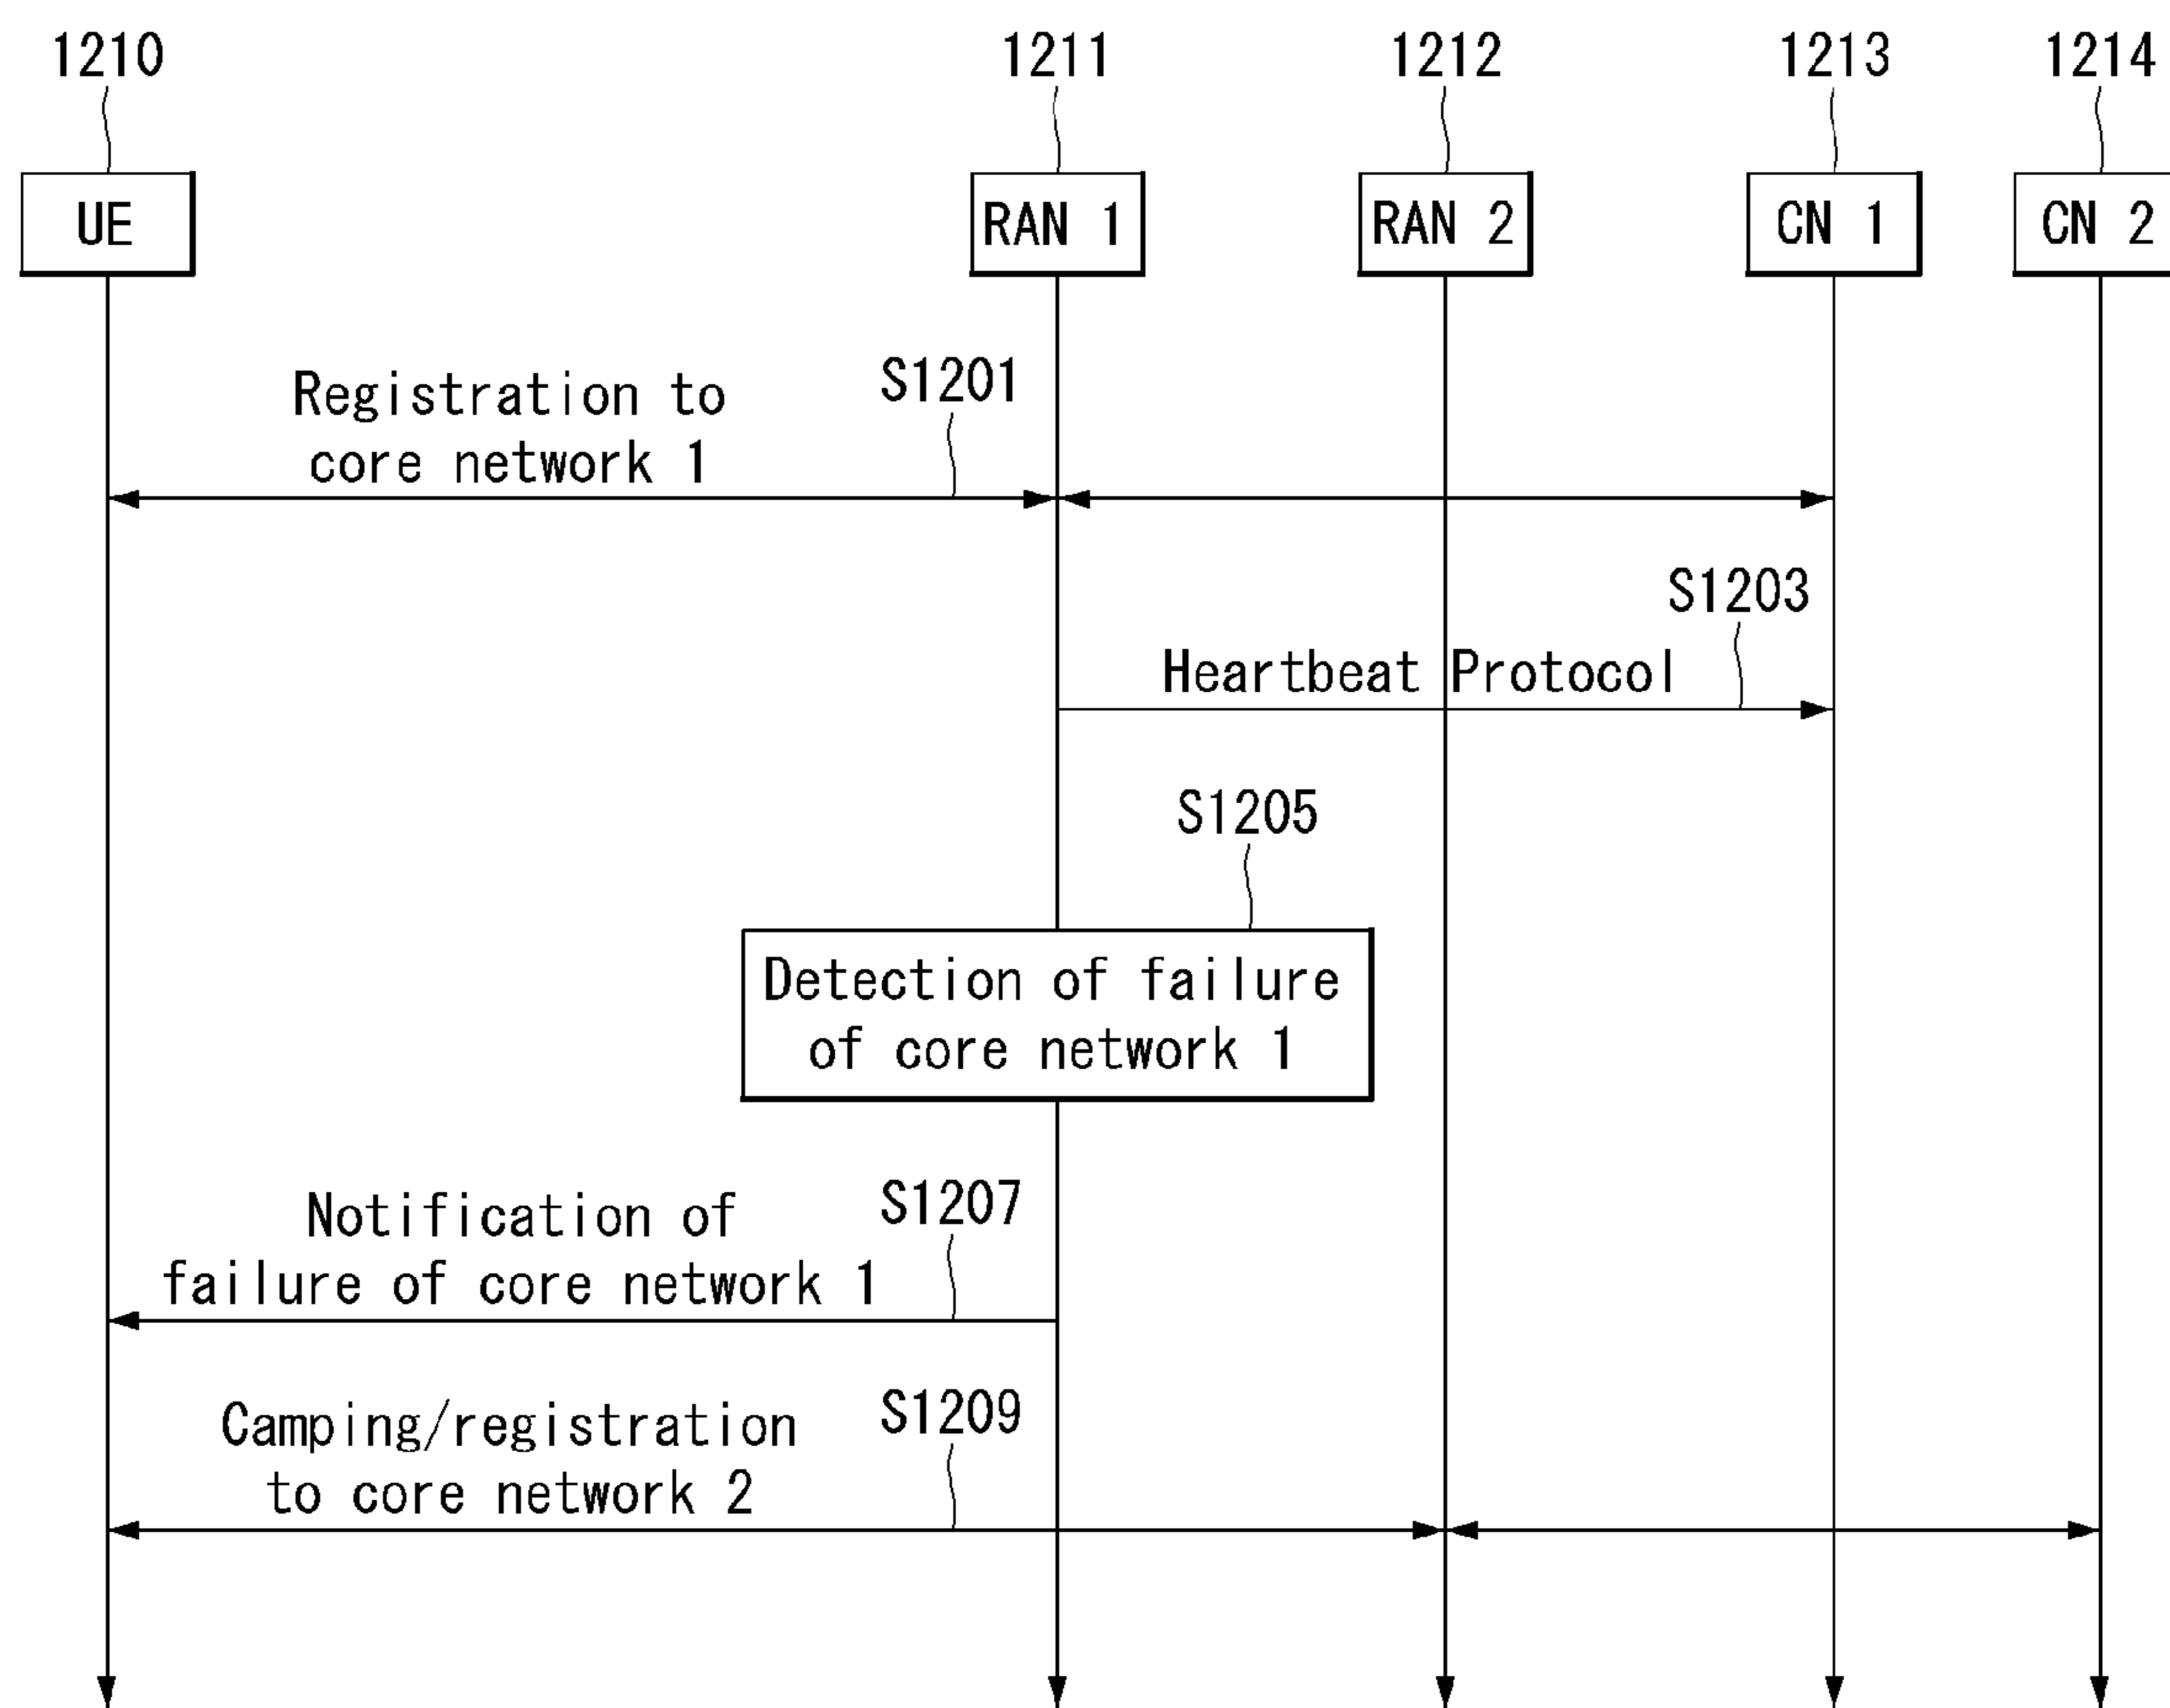 1210
1211
1212
1213
1214
UE
RAN 1
RAN 2
CN 1
CN 2
S1201
Registration to
core network 1
S1203
Heartbeat Protocol
S1205
Detection of failure
of core network 1
S1207
Notification of
failure of core network 1
S1209
Camping/registration
to core network 2